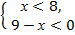 x < 8,
9 − x < 0